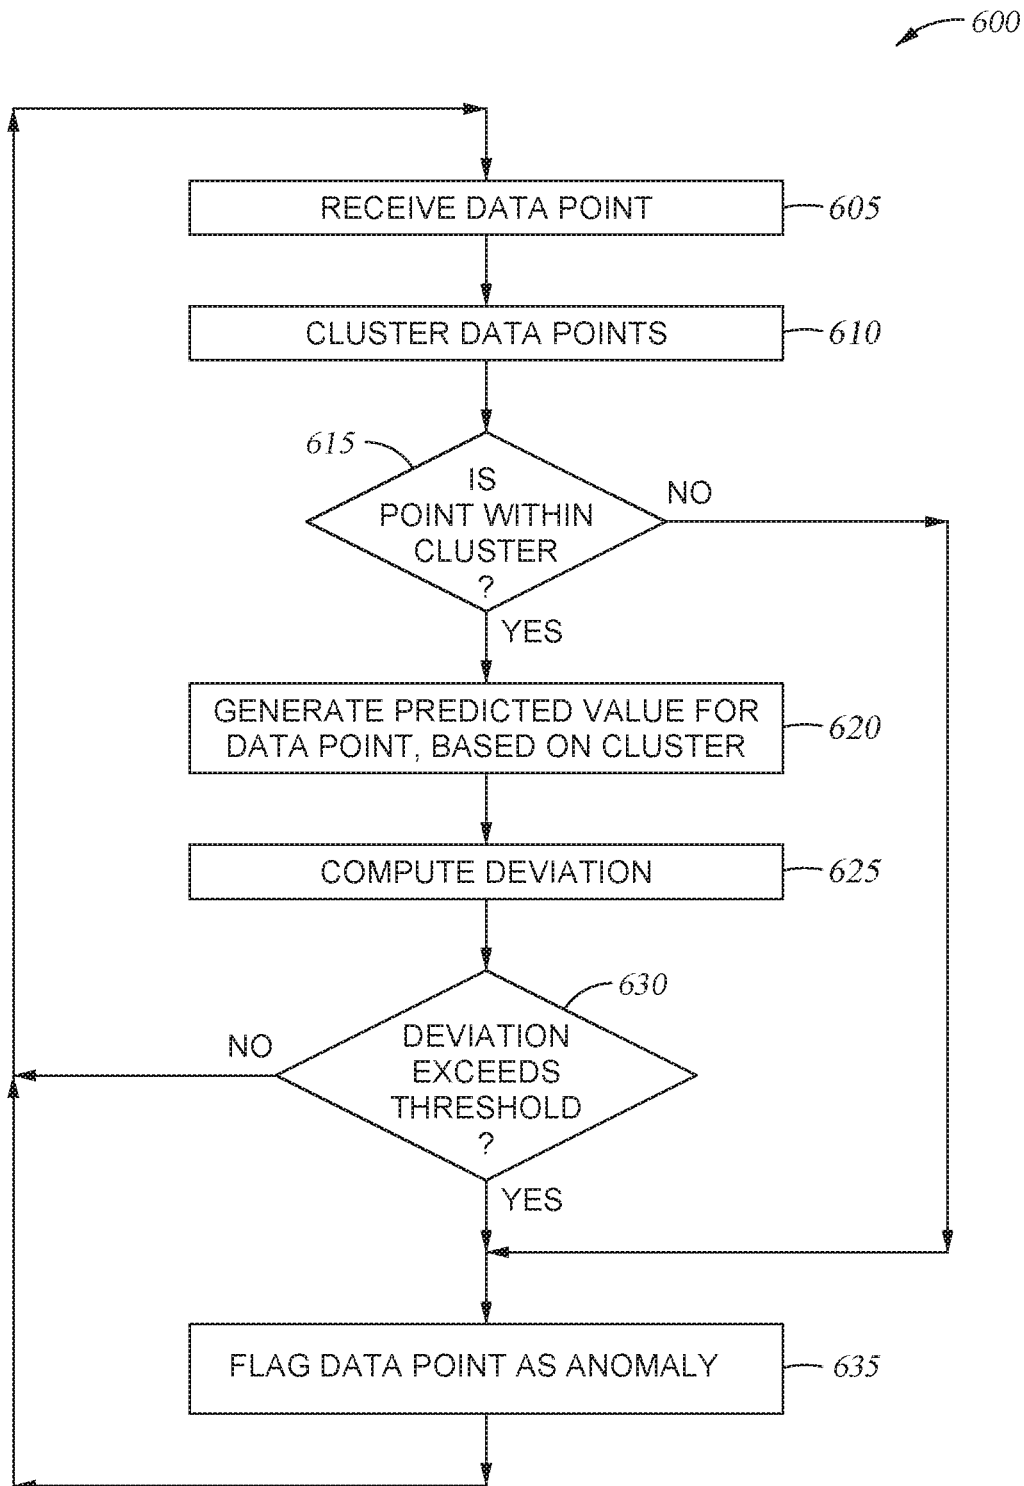 600
RECEIVE DATA POINT
605
CLUSTER DATA POINTS
610
615
IS
POINT WITHIN
CLUSTER
?
NO
YES
GENERATE PREDICTED VALUE FOR
DATA POINT, BASED ON CLUSTER
620
COMPUTE DEVIATION
625
630
DEVIATION
EXCEEDS
THRESHOLD
?
NO
YES
FLAG DATA POINT AS ANOMALY
635